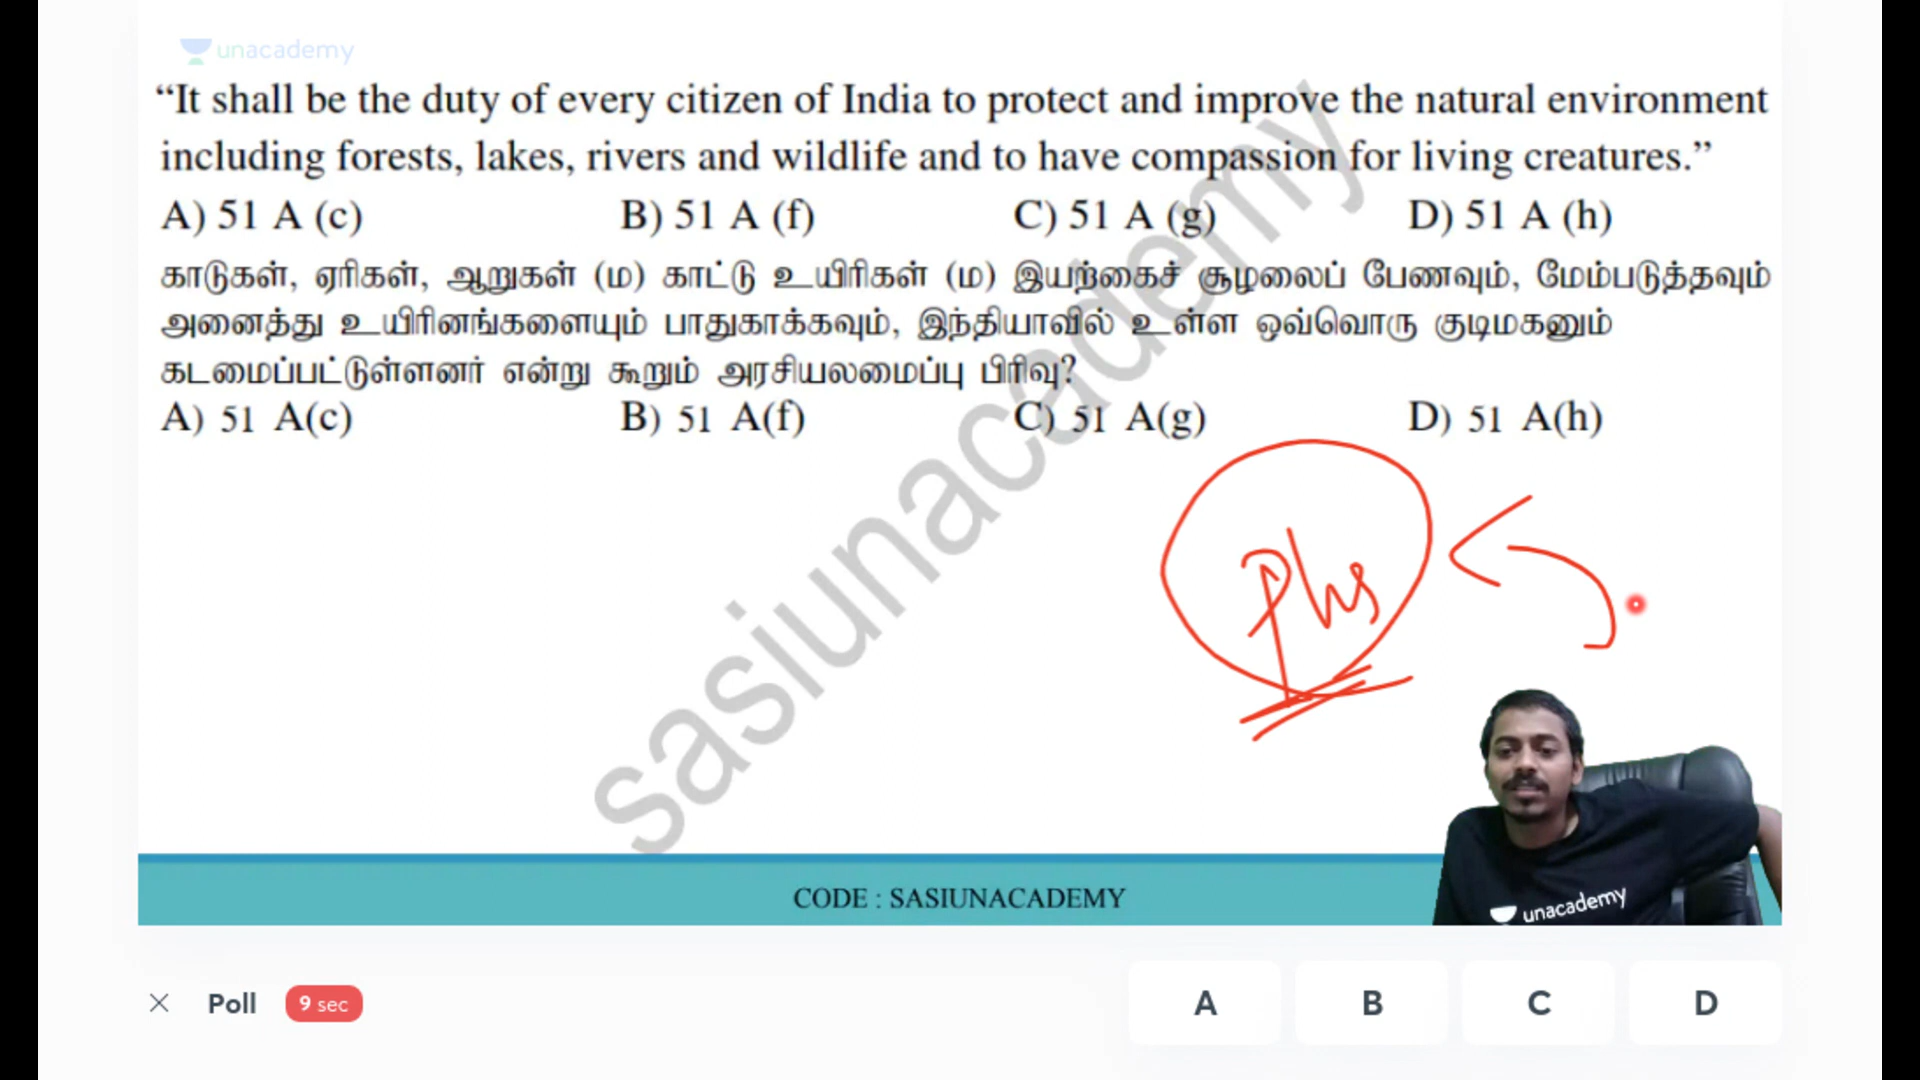 unacademy
“It shall be the duty of every citizen of India to protect and improve the natural environment
including forests, lakes, rivers and wildlife and to have compassion for living creatures.”
A) 51 A (c) B) 51 A (f) C) 51 A (g) D) 51 A (h)
காடுகள், ஏரிகள், ஆறுகள் (ம) காட்டு உயிரிகள் (ம) இயற்கைச் சூழலைப் பேணவும், மேம்படுத்தவும்
அனைத்து உயிரினங்களையும் பாதுகாக்கவும், இந்தியாவில் உள்ள ஒவ்வொரு குடிமகனும்
கடமைப்பட்டுள்ளனர் என்று கூறும் அரசியலமைப்பு பிரிவு?
A) 51 A(c) B) 51 A(f) C) 51 A(g) D) 51 A(h)
sasiunacademy
CODE : SASIUNACADEMY
unacademy
Poll 9 sec A B C D